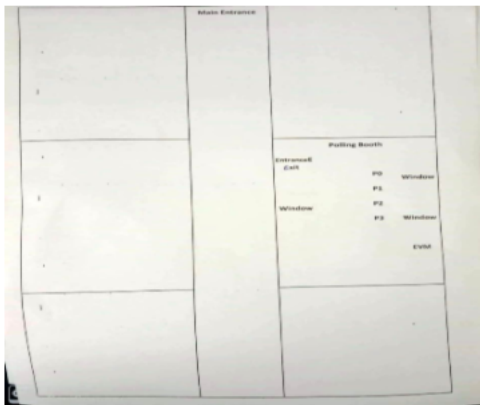 Main Entrance
Polling Booth
Entrance/
Exit
P0
Window
P1
P2
Window
P3
Window
EVM